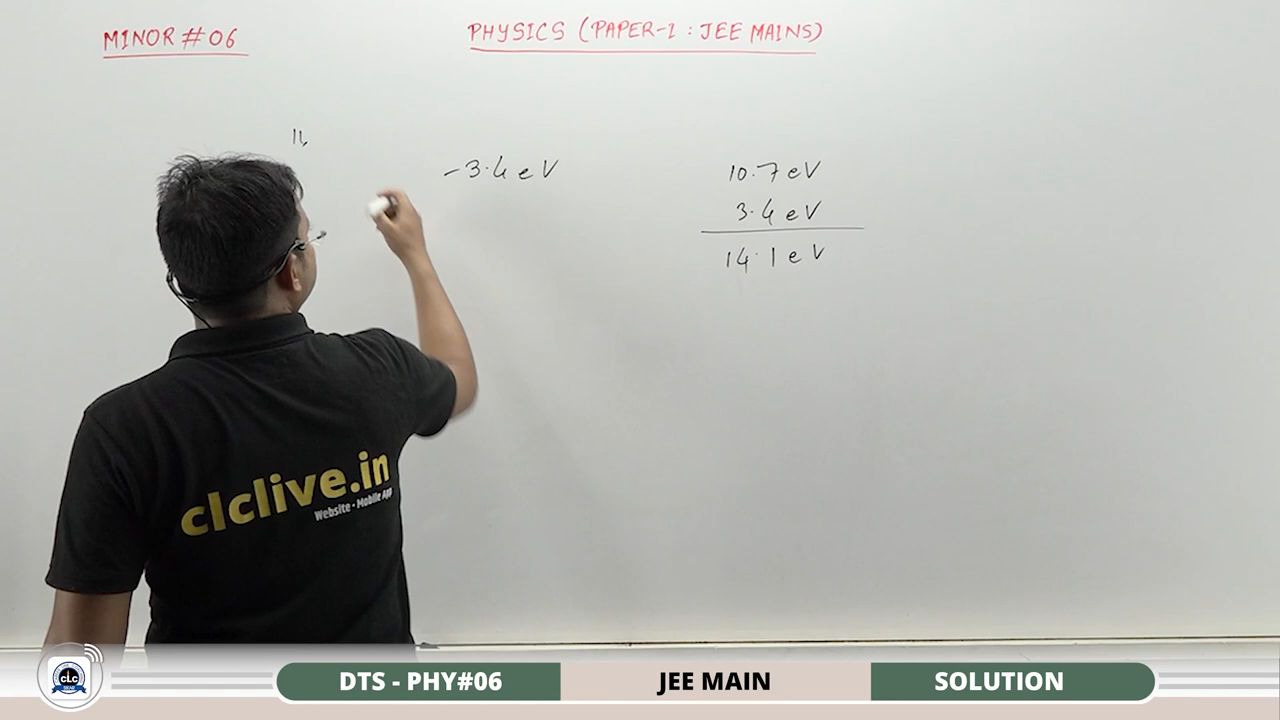 MINOR # 06
PHYSICS (PAPER-1 : JEE MAINS)
-3.4 eV
10.7 eV
3.4 eV
14.1 eV
clclive.in
Website • Mobile App
DTS - PHY#06
JEE MAIN
SOLUTION